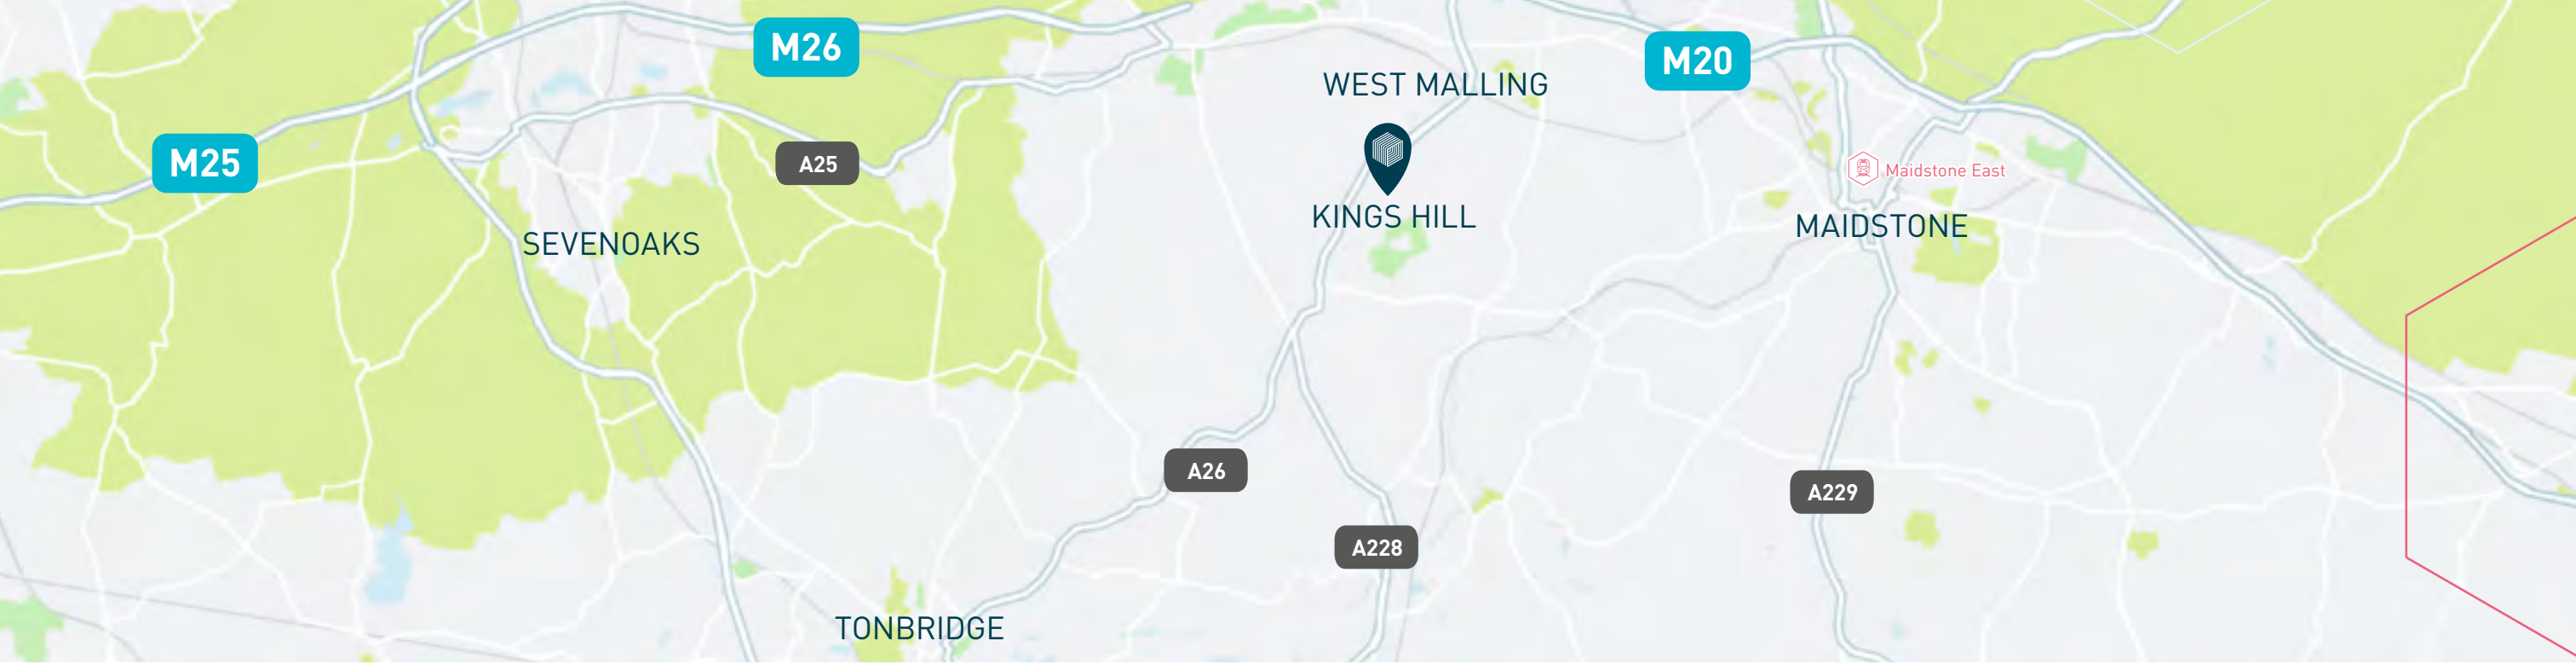 M26
M20
WEST MALLING
M25
A25
Maidstone East
KINGS HILL
MAIDSTONE
SEVENOAKS
A26
A229
A228
TONBRIDGE